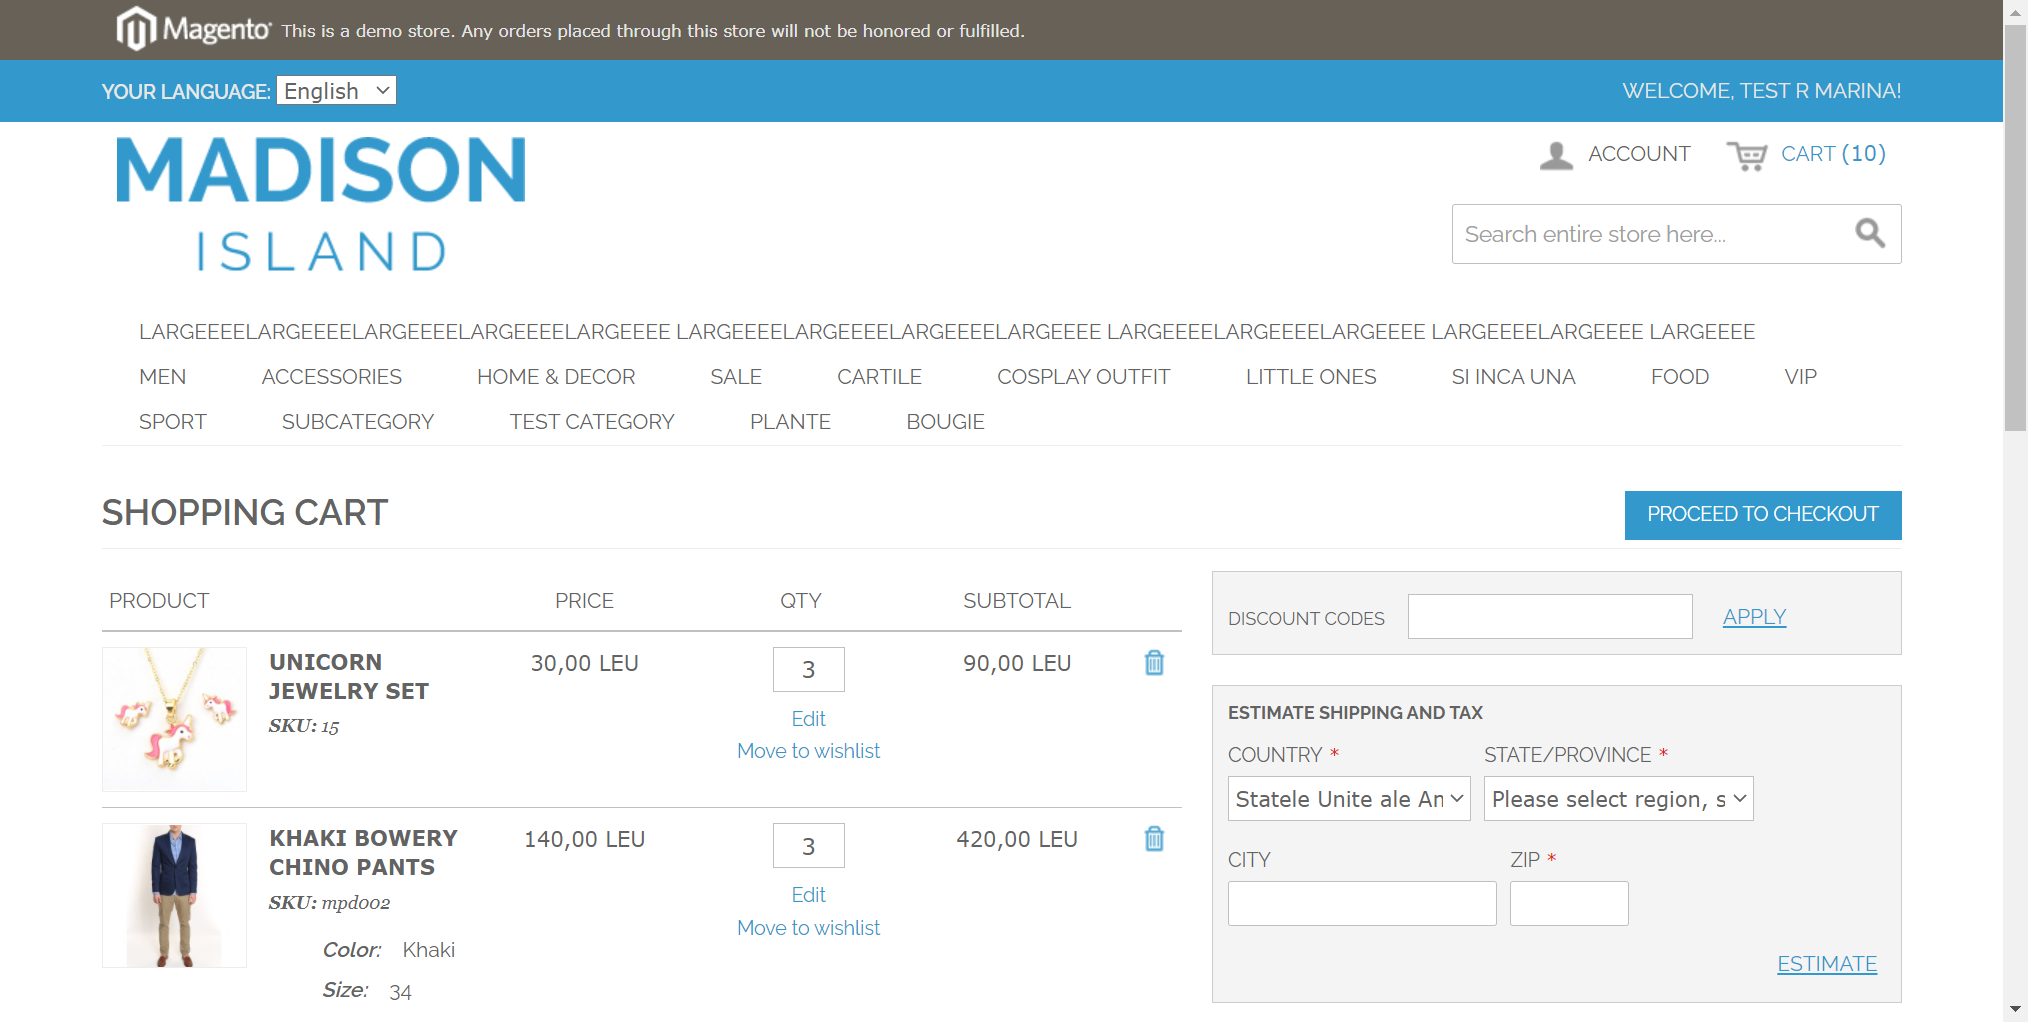 Magento® This is a demo store. Any orders placed through this store will not be honored or fulfilled.
YOUR LANGUAGE: English
WELCOME, TEST R MARINA!
MADISON
ISLAND
ACCOUNT
CART (10)
Search entire store here...
LARGEEEELARGEEEELARGEEEELARGEEEELARGEEEE LARGEEEELARGEEEELARGEEEELARGEEEE LARGEEEELARGEEEELARGEEEE LARGEEEELARGEEEE LARGEEEE
MEN ACCESSORIES HOME & DECOR SALE CARTILE COSPLAY OUTFIT LITTLE ONES SI INCA UNA FOOD VIP
SPORT SUBCATEGORY TEST CATEGORY PLANTE BOUGIE
SHOPPING CART
PROCEED TO CHECKOUT
PRODUCT PRICE QTY SUBTOTAL
UNICORN
JEWELRY SET
SKU: 15
30,00 LEU
3
Edit
Move to wishlist
90,00 LEU
KHAKI BOWERY
CHINO PANTS
SKU: mpd002
Color: Khaki
Size: 34
140,00 LEU
3
Edit
Move to wishlist
420,00 LEU
DISCOUNT CODES
APPLY
ESTIMATE SHIPPING AND TAX
COUNTRY * STATE/PROVINCE *
Statele Unite ale Am Please select region, s
CITY ZIP *
ESTIMATE